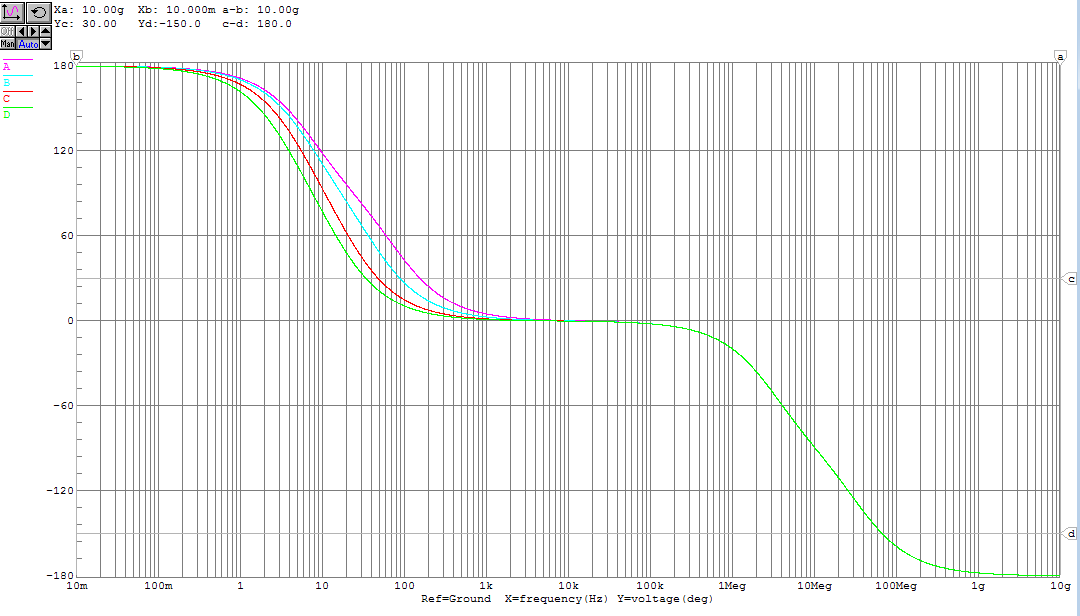 Xa: 10.00g Xb: 10.000m a-b: 10.00g
Yc: 30.00 Yd:-150.0 c-d: 180.0
Off
Man Auto
b a
A
B
C
D
180
120
60
c
0
-60
-120
d
-180
10m 100m 1 10 100 1k 10k 100k 1Meg 10Meg 100Meg 1g 10g
Ref=Ground X=frequency(Hz) Y=voltage(deg)